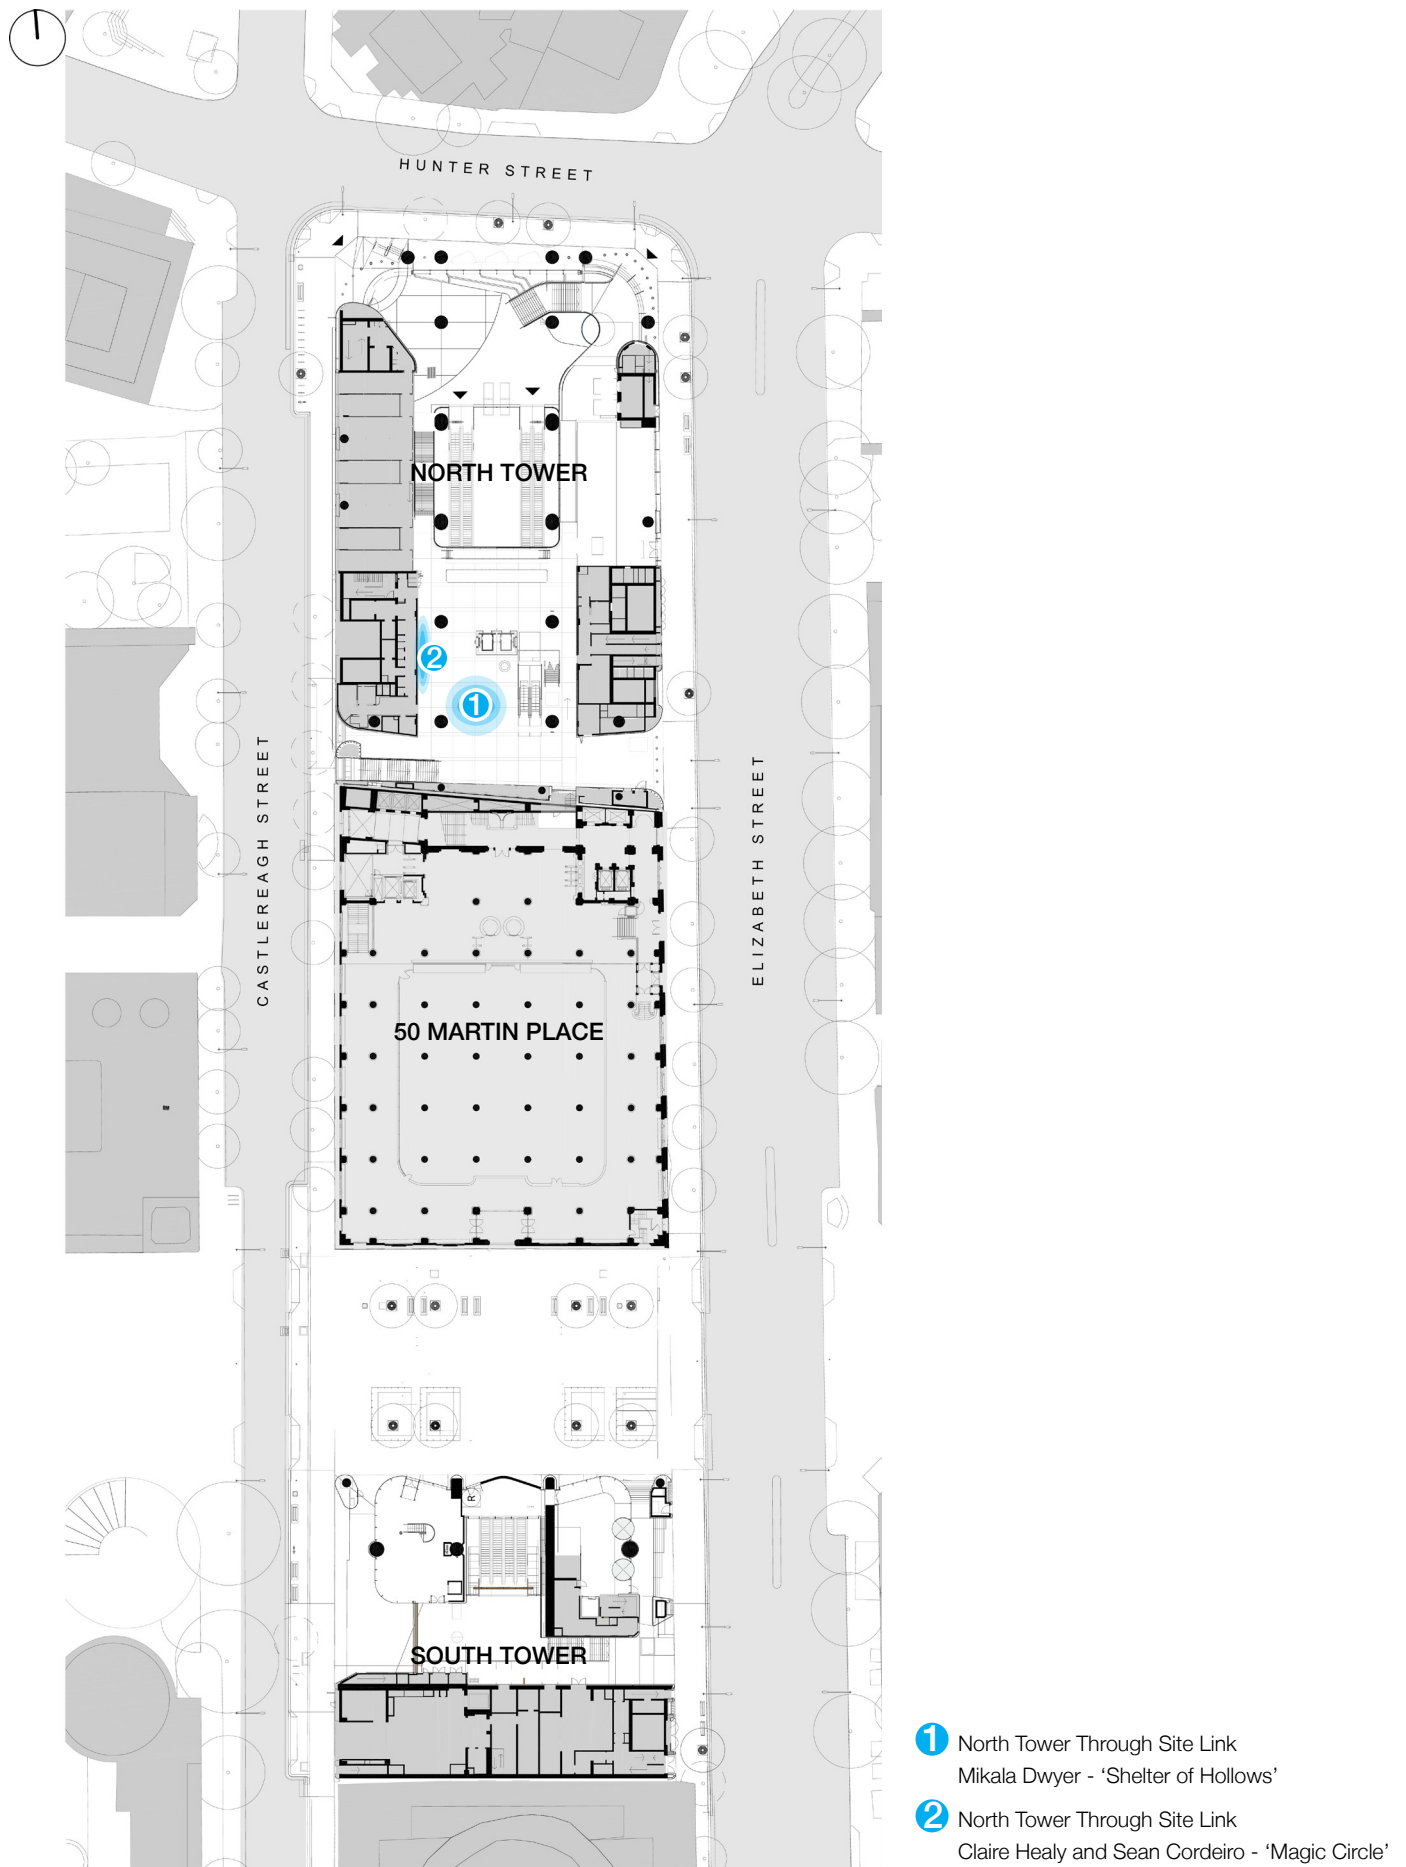 HUNTER STREET
NORTH TOWER
2
1
CASTLEREAGH STREET
ELIZABETH STREET
50 MARTIN PLACE
R
SOUTH TOWER
1 North Tower Through Site Link
Mikala Dwyer - ‘Shelter of Hollows’
2 North Tower Through Site Link
Claire Healy and Sean Cordeiro - ‘Magic Circle’